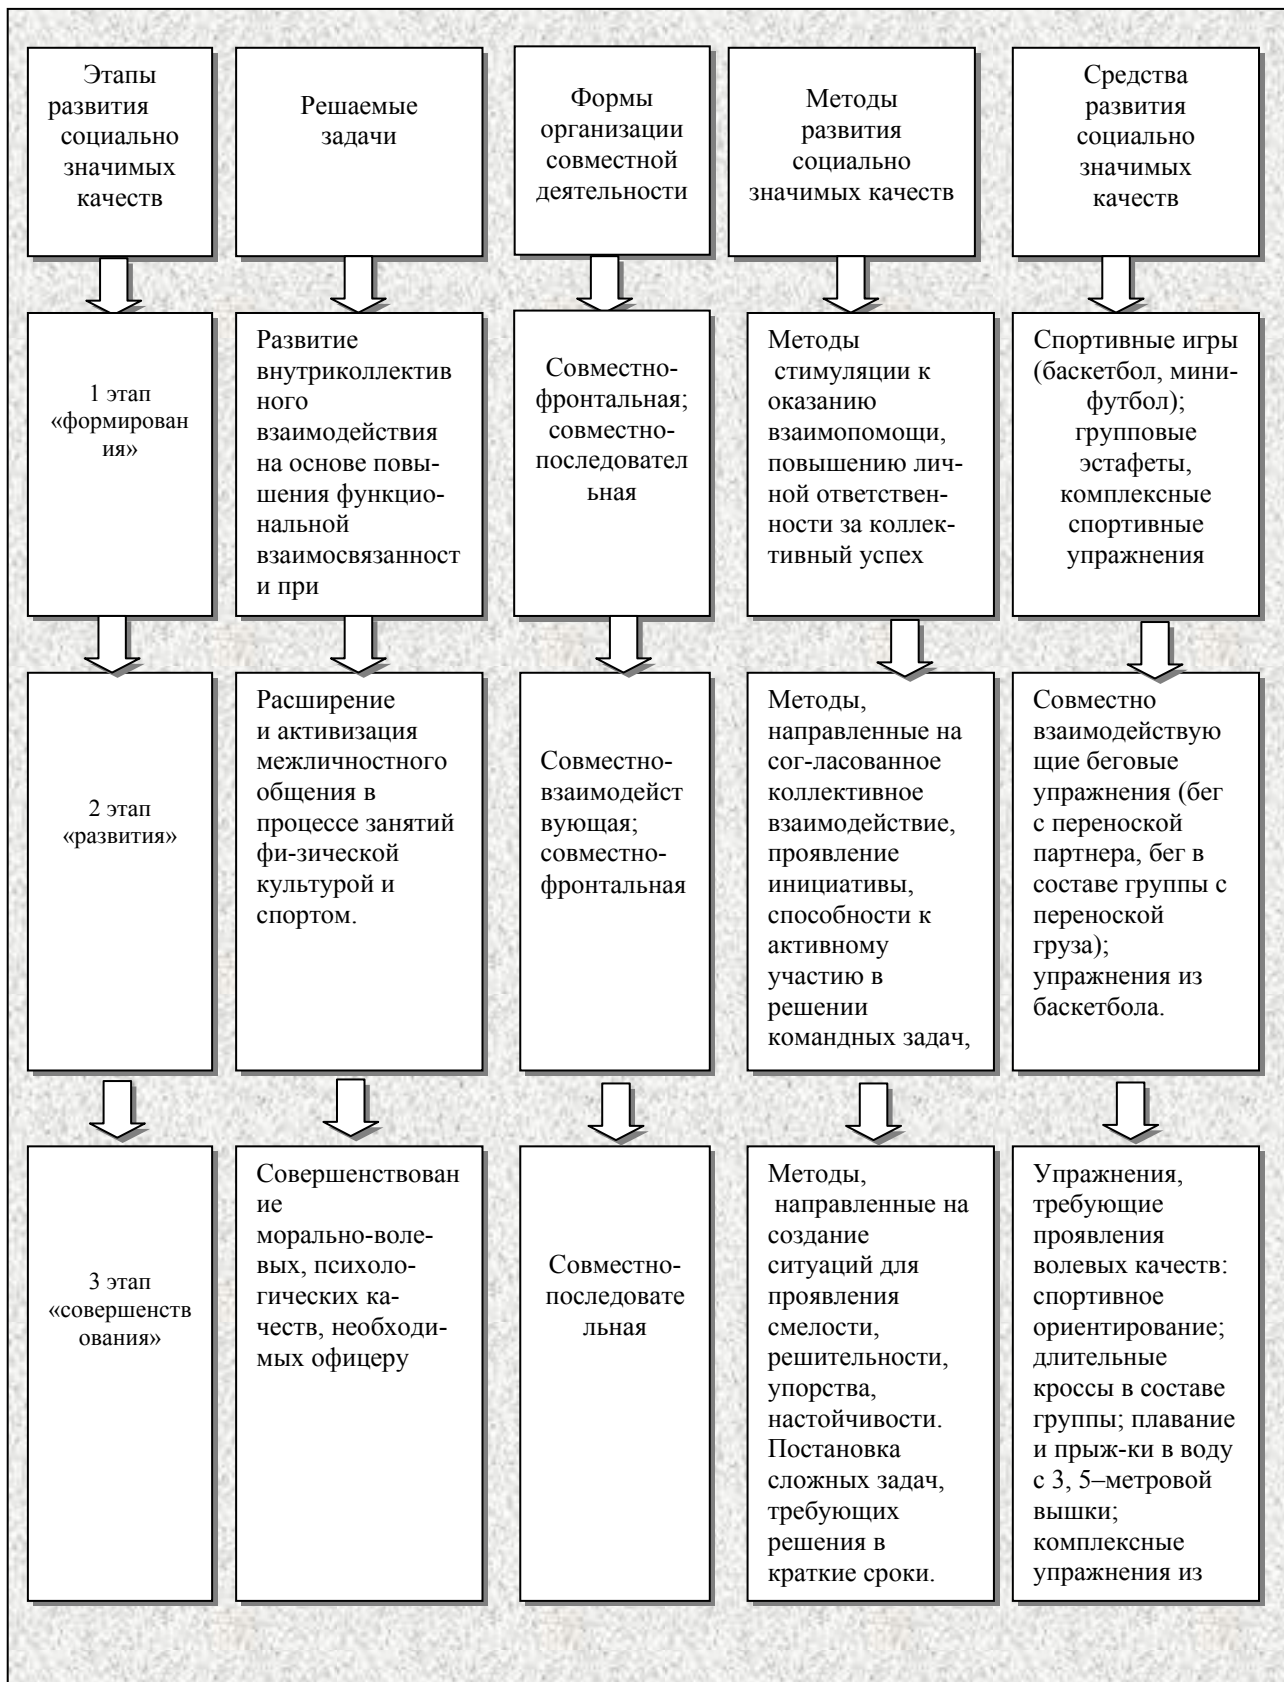 Этапы
развития
социально
значимых
качеств
Решаемые
задачи
Формы
организации
совместной
деятельности
Методы
развития
социально
значимых качеств
Средства
развития
социально
значимых
качеств
1 этап
«формирован
ия»
Развитие
внутриколлектив
ного
взаимодействия
на основе повы-
шения функцио-
нальной
взаимосвязанност
и при
Совместно-
фронтальная;
совместно-
последовател
ьная
Методы
стимуляции к
оказанию
взаимопомощи,
повышению лич-
ной ответствен-
ности за коллек-
тивный успех
Спортивные игры
(баскетбол, мини-
футбол);
групповые
эстафеты,
комплексные
спортивные
упражнения
2 этап
«развития»
Расширение
и активизация
межличностного
общения в
процессе занятий
фи-зической
культурой и
спортом.
Совместно-
взаимодейст
вующая;
совместно-
фронтальная
Методы,
направленные на
сог-ласованное
коллективное
взаимодействие,
проявление
инициативы,
способности к
активному
участию в
решении
командных задач,
Совместно
взаимодействую
щие беговые
упражнения (бег
с переноской
партнера, бег в
составе группы с
переноской
груза);
упражнения из
баскетбола.
3 этап
«совершенств
ования»
Совершенствован
ие
морально-воле-
вых, психоло-
гических ка-
честв, необходи-
мых офицеру
Совместно-
последовате
льная
Методы,
направленные на
создание
ситуаций для
проявления
смелости,
решительности,
упорства,
настойчивости.
Постановка
сложных задач,
требующих
решения в
краткие сроки.
Упражнения,
требующие
проявления
волевых качеств:
спортивное
ориентирование;
длительные
кроссы в составе
группы; плавание
и прыж-ки в воду
с 3, 5–метровой
вышки;
комплексные
упражнения из